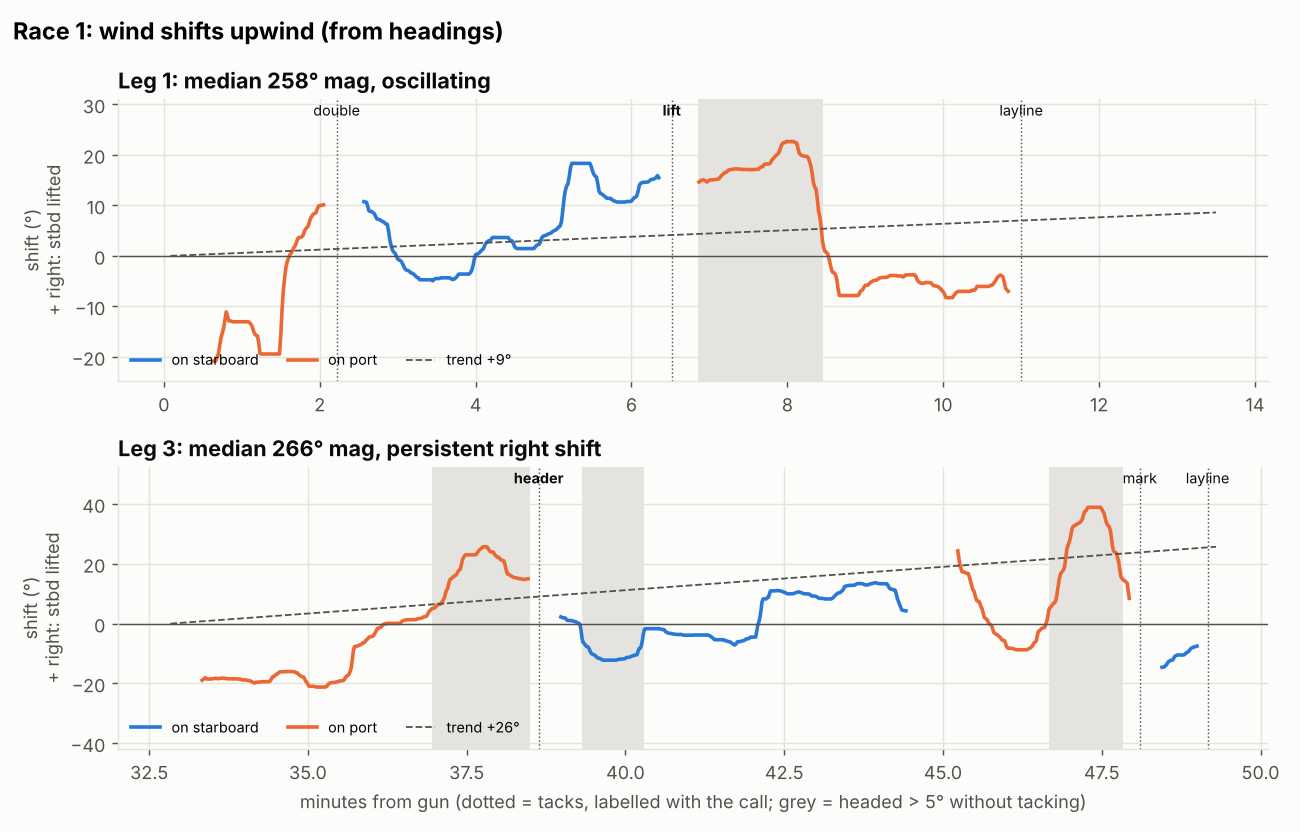 Race 1: wind shifts upwind (from headings)
Leg 1: median 258° mag, oscillating
double
lift
layline
30
20
10
0
−10
−20
shift (°)
+ right: stbd lifted
on starboard
on port
trend +9°
0
2
4
6
8
10
12
14
Leg 3: median 266° mag, persistent right shift
header
mark
layline
40
20
0
−20
−40
shift (°)
+ right: stbd lifted
on starboard
on port
trend +26°
32.5
35.0
37.5
40.0
42.5
45.0
47.5
50.0
minutes from gun (dotted = tacks, labelled with the call; grey = headed > 5° without tacking)